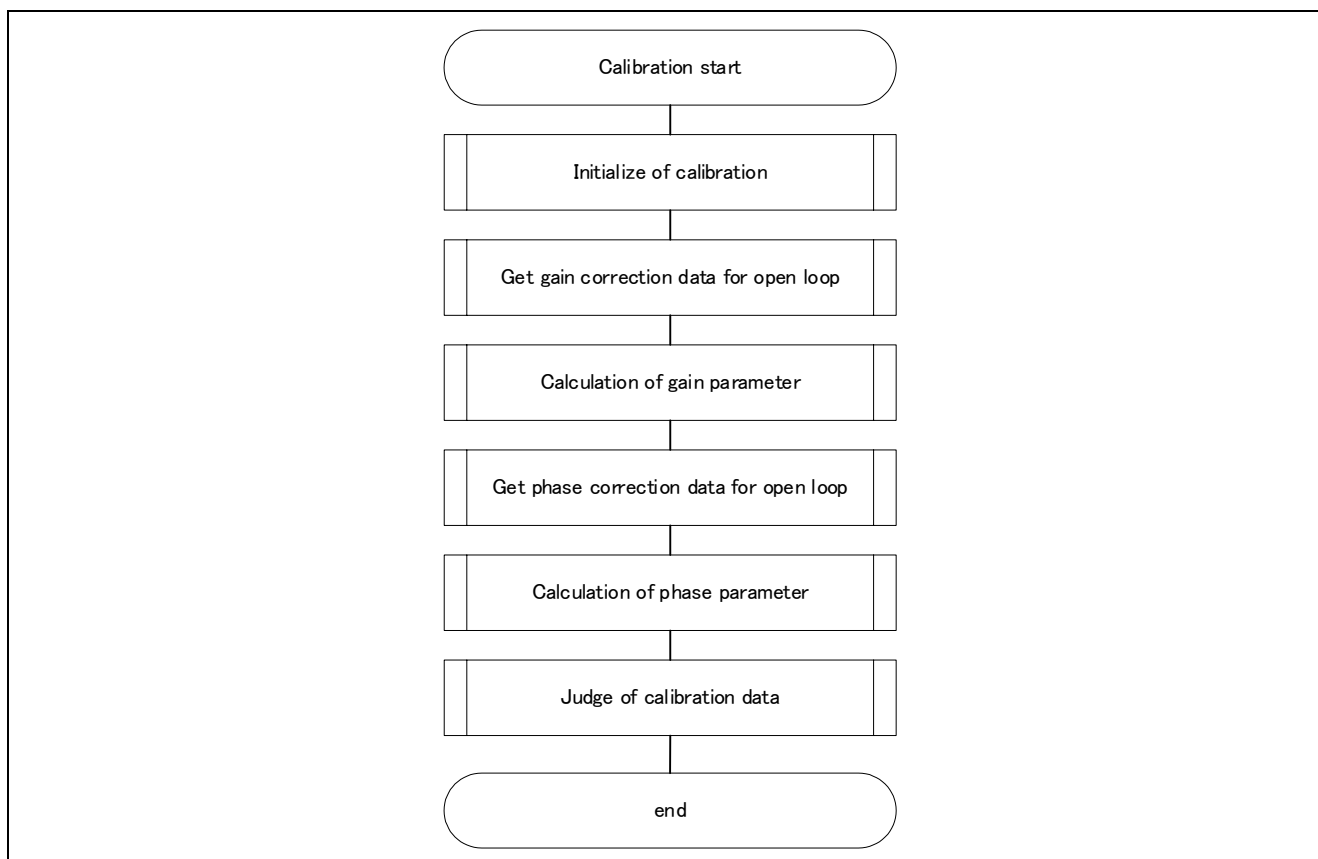 Calibration start
Initialize of calibration
Get gain correction data for open loop
Calculation of gain parameter
Get phase correction data for open loop
Calculation of phase parameter
Judge of calibration data
end